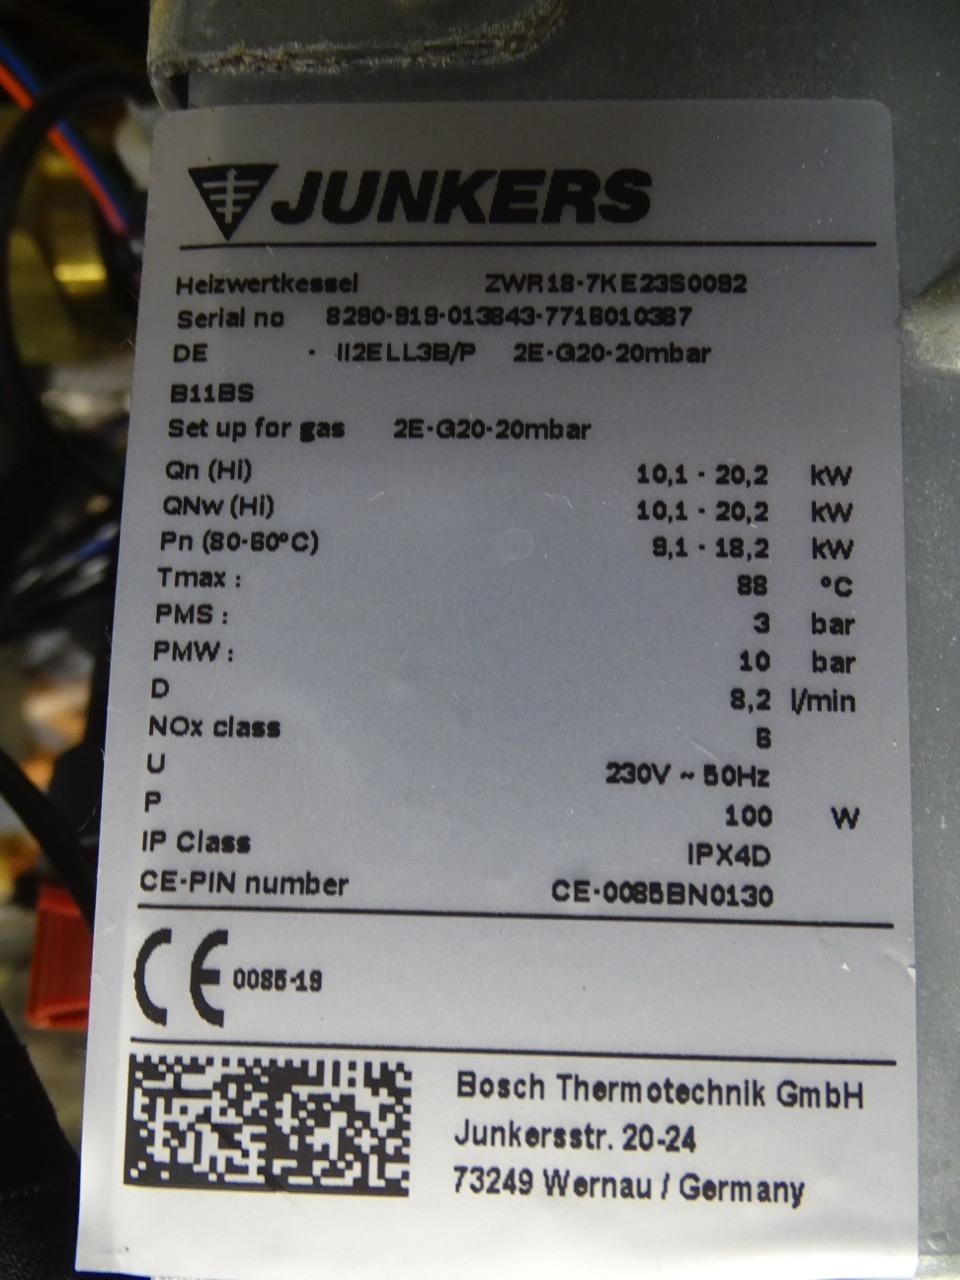 JUNKERS
Heizwertkessel ZWR18-7KE23S0092
Serial no 8290-919-013843-7716010387
DE - II2ELL3B/P 2E-G20-20mbar
B11BS
Set up for gas 2E-G20-20mbar
Qn (Hi) 10,1 - 20,2 kW
QNw (Hi) 10,1 - 20,2 kW
Pn (80-60°C) 9,1 - 18,2 kW
Tmax : 88 °C
PMS : 3 bar
PMW : 10 bar
D 8,2 l/min
NOx class 6
U 230V ~ 50Hz
P 100 W
IP Class IPX4D
CE-PIN number CE-0085BN0130
CE 0085-19
Bosch Thermotechnik GmbH
Junkersstr. 20-24
73249 Wernau / Germany